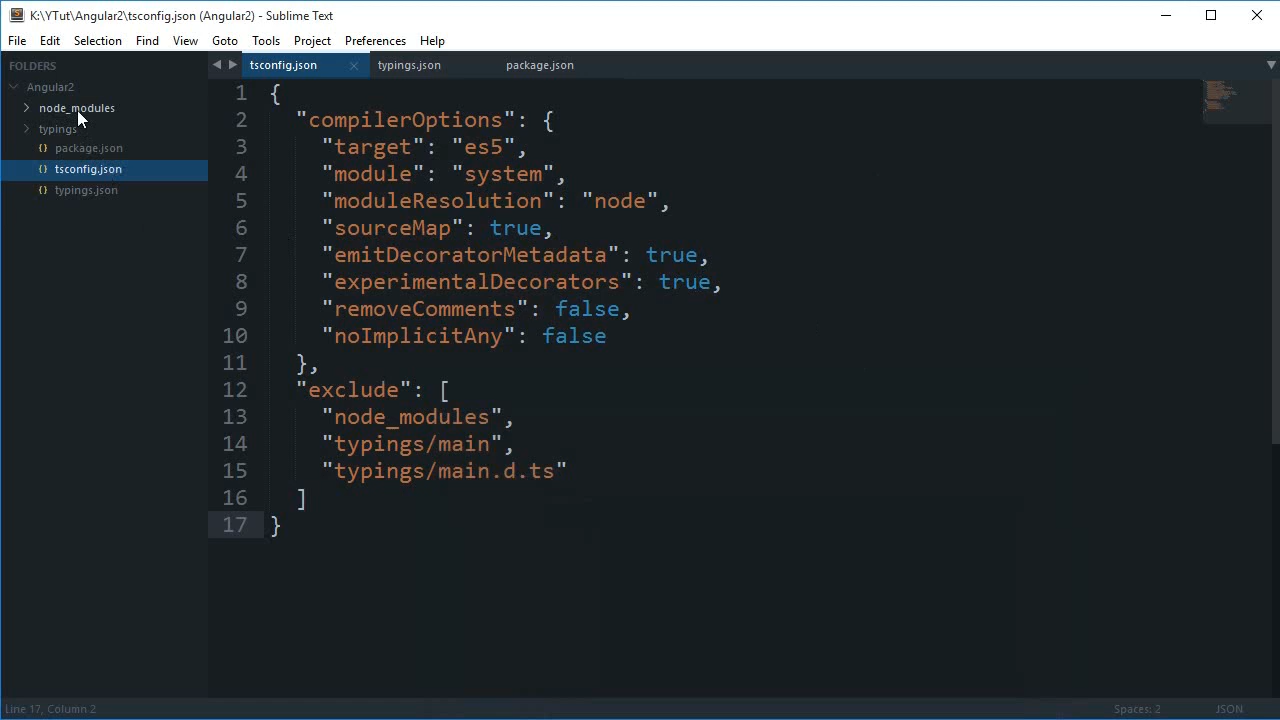 K:\YTut\Angular2\tsconfig.json (Angular2) - Sublime Text
File Edit Selection Find View Goto Tools Project Preferences Help
FOLDERS
Angular2
node_modules
typings
package.json
tsconfig.json
typings.json
tsconfig.json typings.json package.json
1 {
2 "compilerOptions": {
3 "target": "es5",
4 "module": "system",
5 "moduleResolution": "node",
6 "sourceMap": true,
7 "emitDecoratorMetadata": true,
8 "experimentalDecorators": true,
9 "removeComments": false,
10 "noImplicitAny": false
11 },
12 "exclude": [
13 "node_modules",
14 "typings/main",
15 "typings/main.d.ts"
16 ]
17 }
Line 17, Column 2 Spaces: 2 JSON